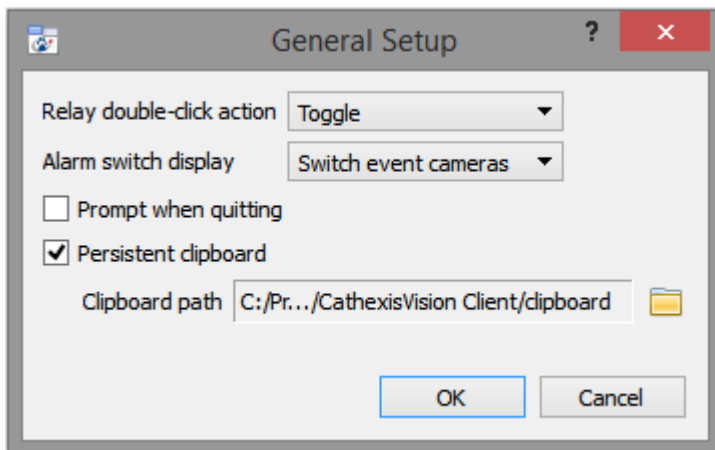 General Setup ?
Relay double-click action Toggle
Alarm switch display Switch event cameras
Prompt when quitting
Persistent clipboard
Clipboard path C:/Pr.../CathexisVision Client/clipboard
OK Cancel